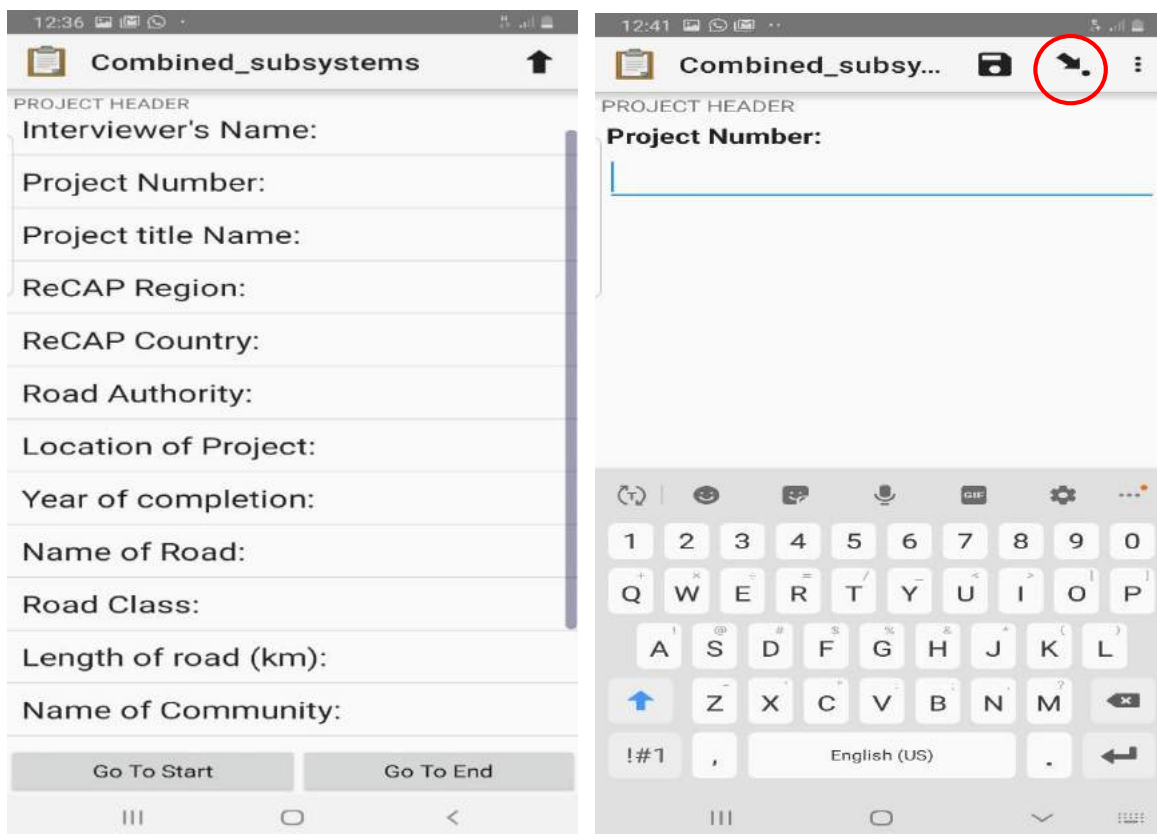 12:36
Combined_subsystems
PROJECT HEADER
Interviewer's Name:
Project Number:
Project title Name:
ReCAP Region:
ReCAP Country:
Road Authority:
Location of Project:
Year of completion:
Name of Road:
Road Class:
Length of road (km):
Name of Community:
Go To Start
Go To End
12:41
Combined_subsy...
PROJECT HEADER
Project Number:
GIF
1 2 3 4 5 6 7 8 9 0
Q W E R T Y U I O P
A S D F G H J K L
Z X C V B N M
!#1 , English (US) .